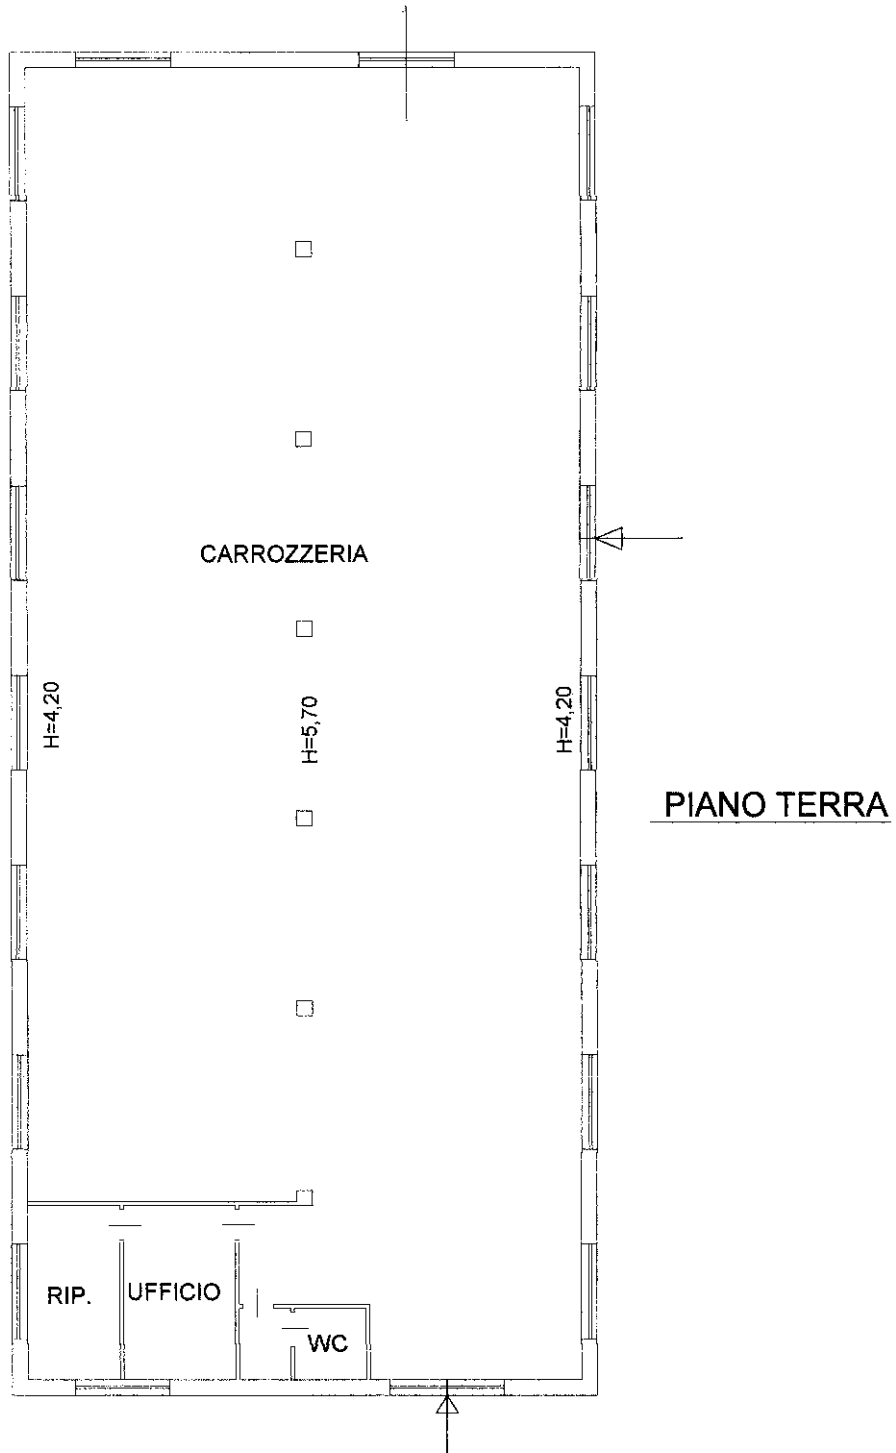 CARROZZERIA
H=4,20
H=5,70
H=4,20
PIANO TERRA
RIP.
UFFICIO
WC